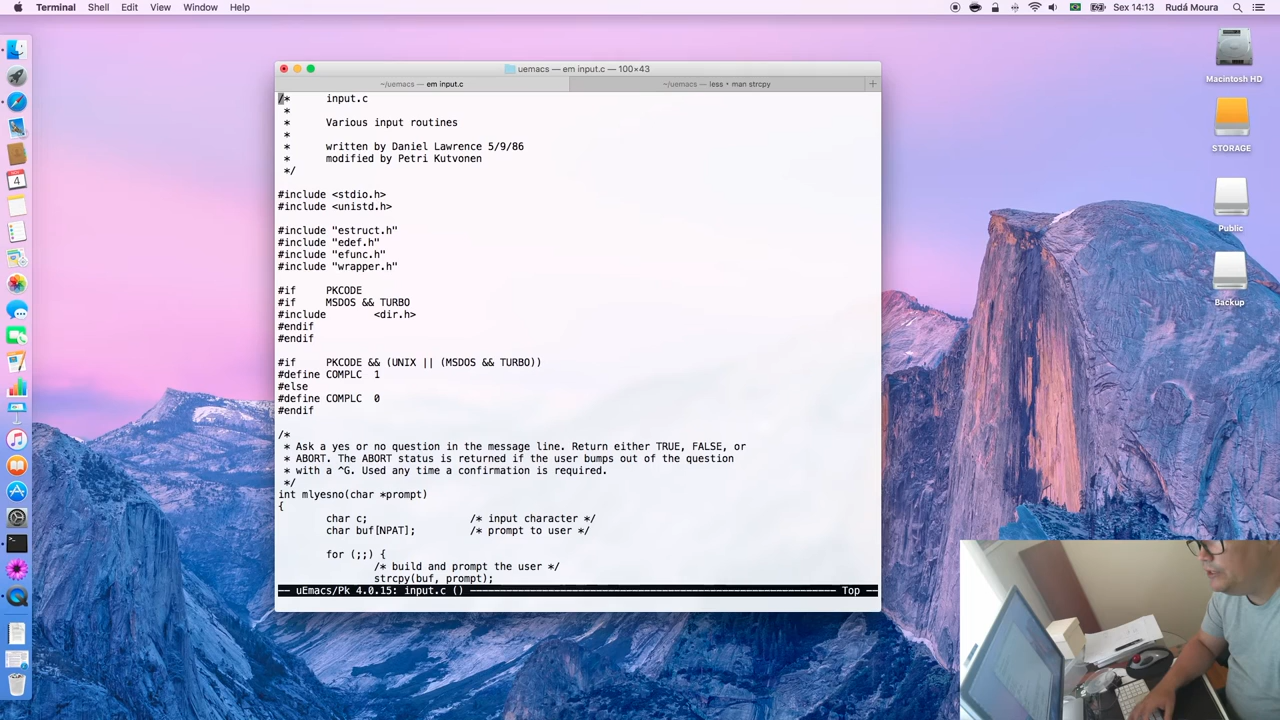 Terminal Shell Edit View Window Help Sex 14:13 Rudá Moura
uemacs — em input.c — 100×43
~/uemacs — em input.c ~/uemacs — less • man strcpy
/* input.c
 *
 * Various input routines
 *
 * written by Daniel Lawrence 5/9/86
 * modified by Petri Kutvonen
 */
#include <stdio.h>
#include <unistd.h>
#include "estruct.h"
#include "edef.h"
#include "efunc.h"
#include "wrapper.h"
#if PKCODE
#if MSDOS && TURBO
#include <dir.h>
#endif
#endif
#if PKCODE && (UNIX || (MSDOS && TURBO))
#define COMPLC 1
#else
#define COMPLC 0
#endif
/*
 * Ask a yes or no question in the message line. Return either TRUE, FALSE, or
 * ABORT. The ABORT status is returned if the user bumps out of the question
 * with a ^G. Used any time a confirmation is required.
 */
int mlyesno(char *prompt)
{
char c; /* input character */
char buf[NPAT]; /* prompt to user */
for (;;) {
/* build and prompt the user */
strcpy(buf, prompt);
-- uEmacs/Pk 4.0.15: input.c () ------------------------------------------------------------- Top --
Macintosh HD
STORAGE
Public
Backup
4